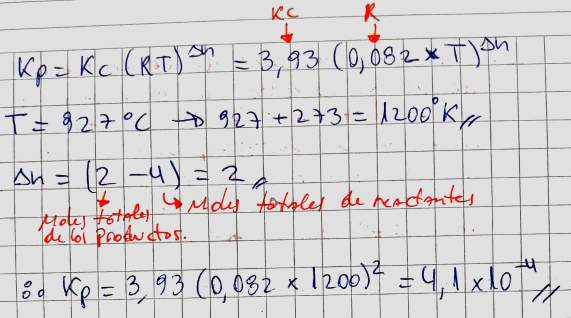 KC R
Kp = Kc (RT)^Δn = 3,93 (0,082 * T)^Δn
T = 927°C → 927 + 273 = 1200°K //
Δn = (2 - 4) = 2 //
Moles totales de reactantes
Moles totales
de los productos.
∴ Kp = 3,93 (0,082 x 1200)² = 4,1 x 10⁻⁴ //